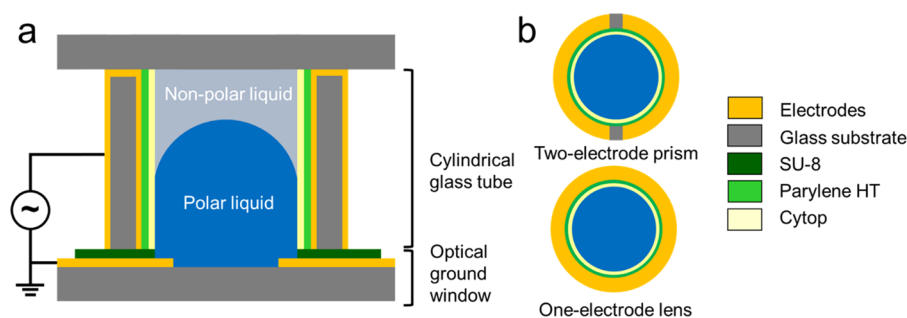 a
Non-polar liquid
Polar liquid
~
Cylindrical
glass tube
Optical
ground
window
b
Two-electrode prism
One-electrode lens
Electrodes
Glass substrate
SU-8
Parylene HT
Cytop